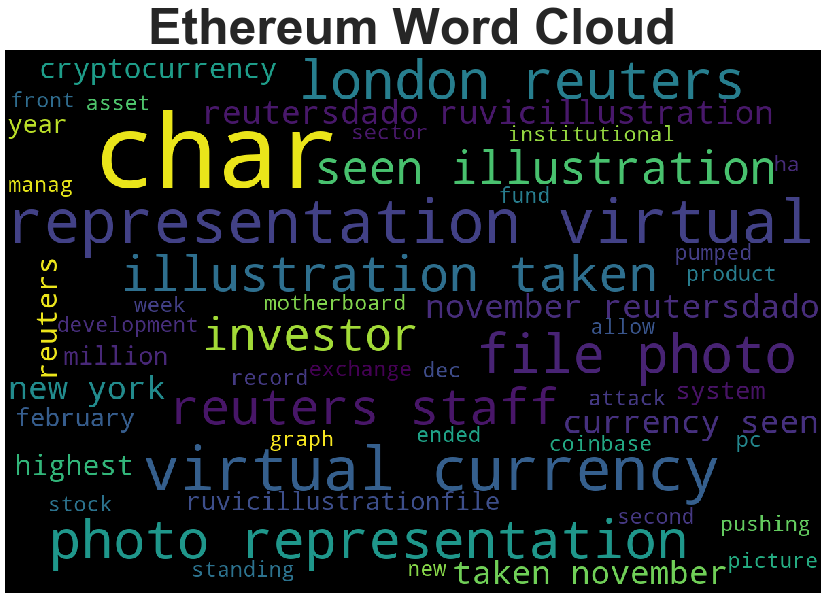 Ethereum Word Cloud
cryptocurrency
london reuters
front
asset
reutersdado ruvicillustration
year
char
sector
institutional
seen illustration
ha
manag
fund
representation virtual
pumped
reuters
illustration taken
product
week
motherboard
november reutersdado
development
investor
allow
million
file photo
record
exchange
dec
new york
reuters staff
attack
system
february
currency seen
graph
ended
coinbase
pc
highest
virtual currency
stock
ruvicillustrationfile
second
pushing
photo representation
picture
standing
new
taken november